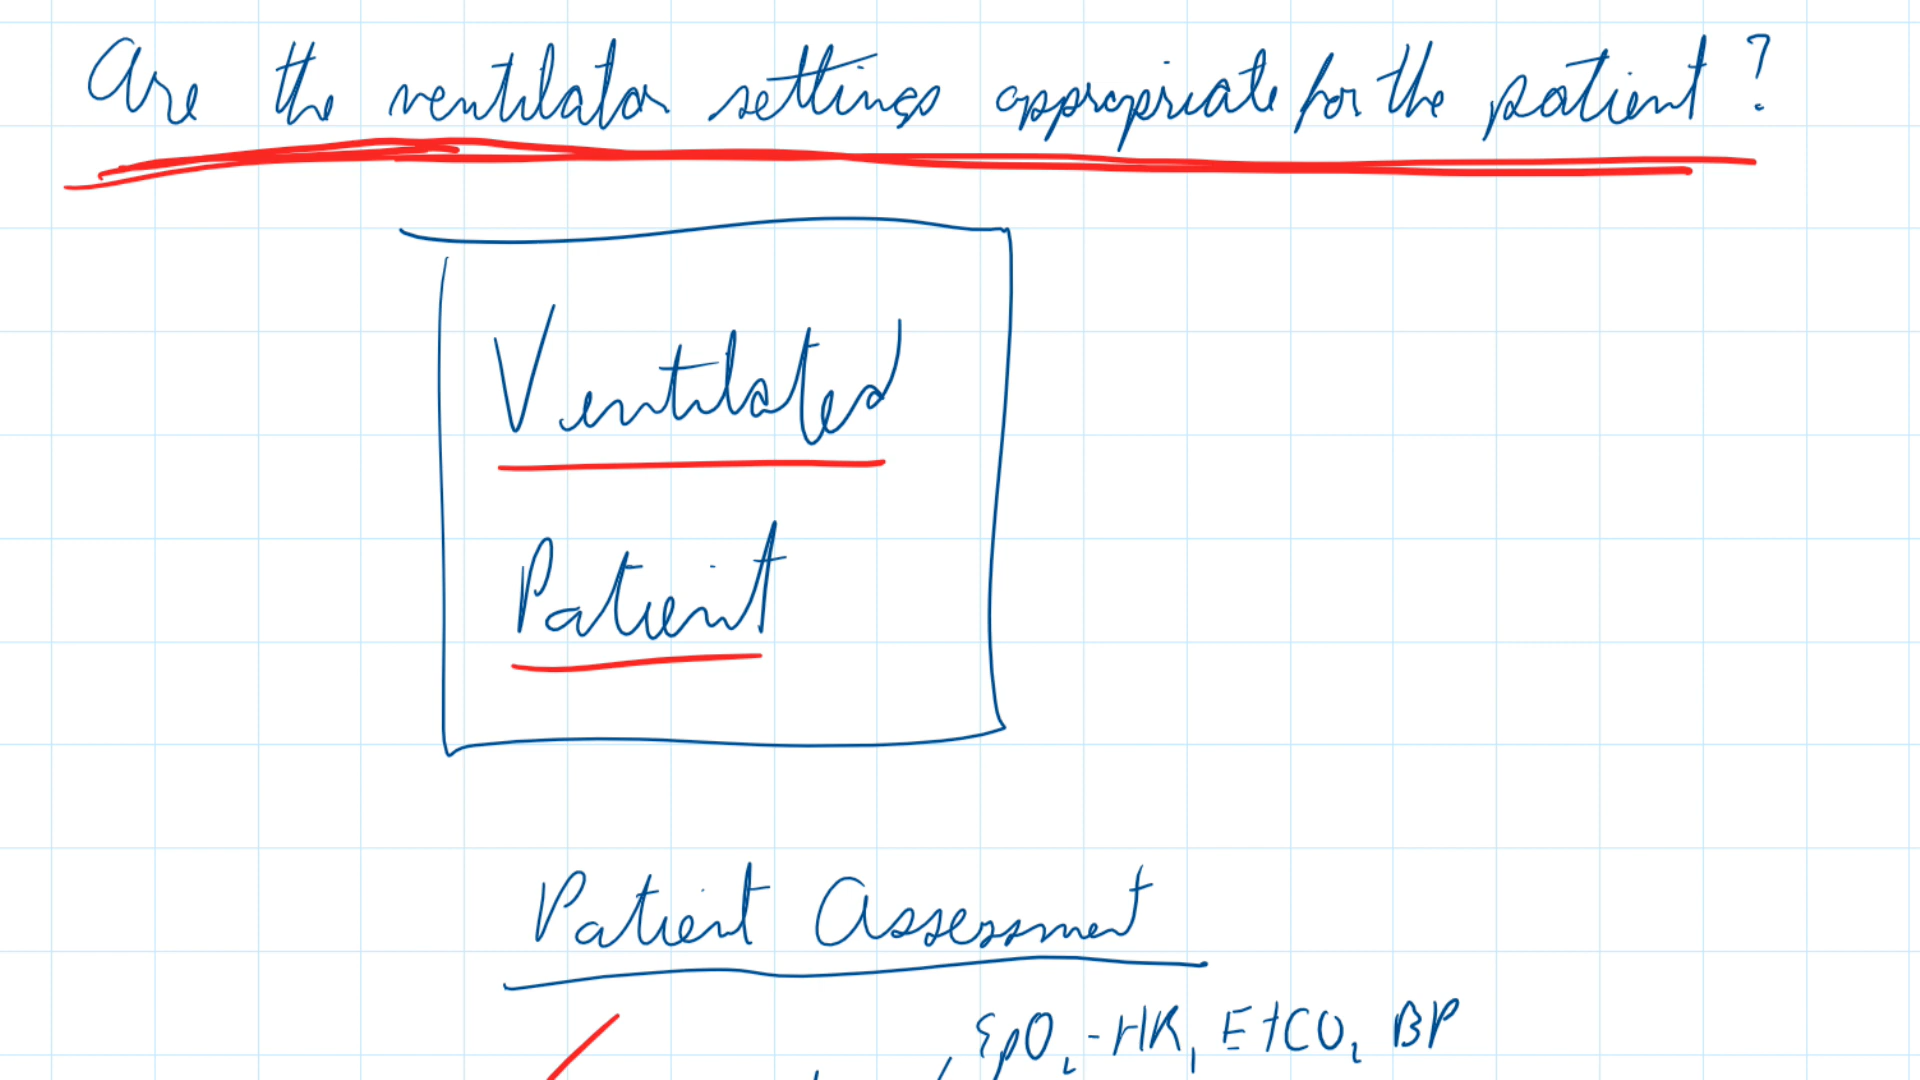 Are the ventilator settings appropriate for the patient?
Ventilated
Patient
Patient Assessment
SpO₂-HR, EtCO₂ BP